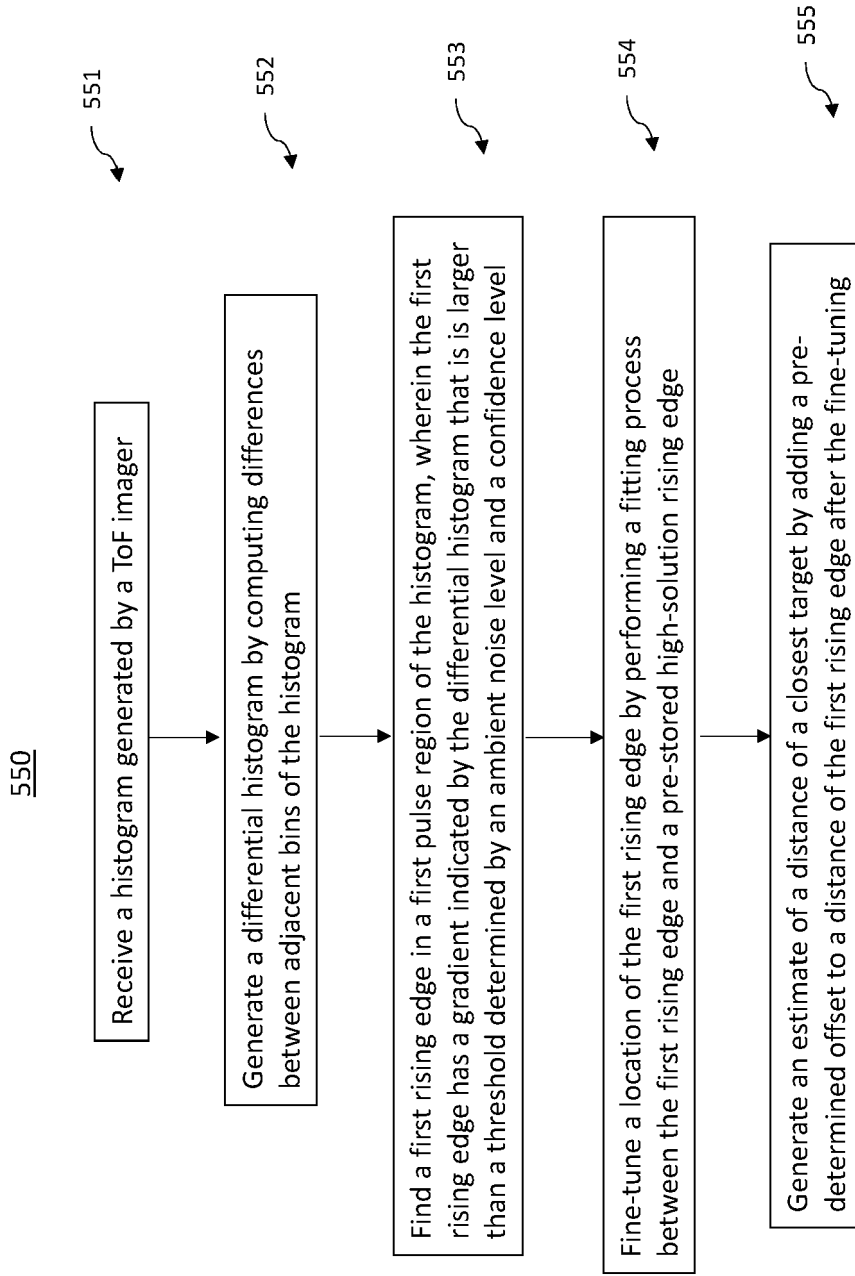 550
Receive a histogram generated by a ToF imager
551
Generate a differential histogram by computing differences
between adjacent bins of the histogram
552
Find a first rising edge in a first pulse region of the histogram, wherein the first
rising edge has a gradient indicated by the differential histogram that is is larger
than a threshold determined by an ambient noise level and a confidence level
553
Fine-tune a location of the first rising edge by performing a fitting process
between the first rising edge and a pre-stored high-solution rising edge
554
Generate an estimate of a distance of a closest target by adding a pre-
determined offset to a distance of the first rising edge after the fine-tuning
555